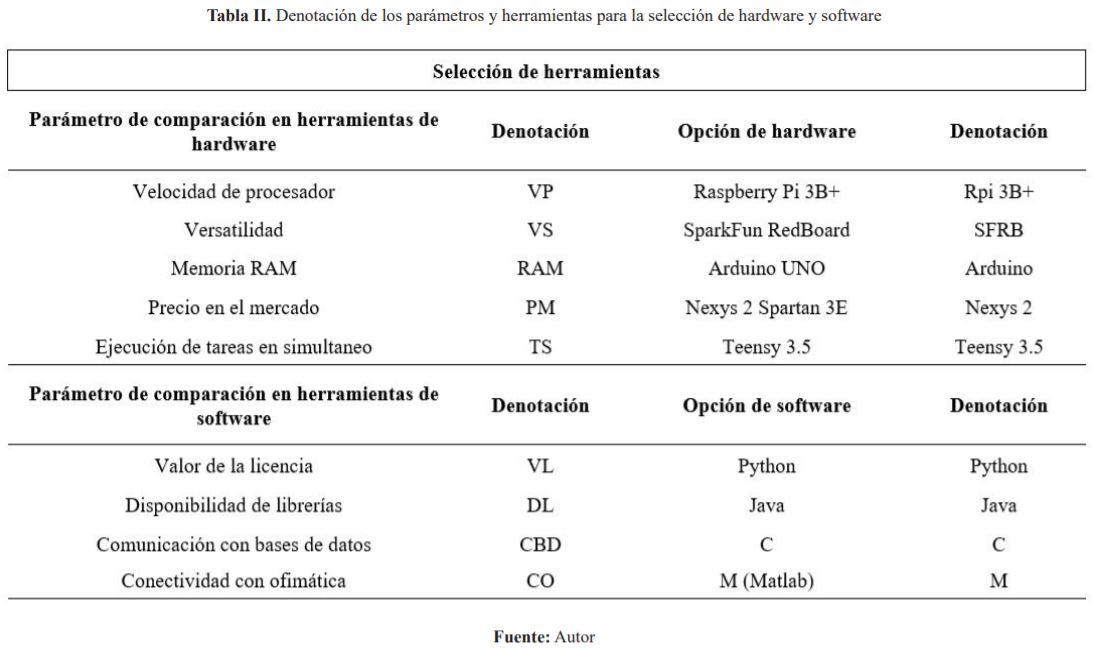 Tabla II. Denotación de los parámetros y herramientas para la selección de hardware y software
Selección de herramientas
Parámetro de comparación en herramientas de hardware Denotación Opción de hardware Denotación
Velocidad de procesador VP Raspberry Pi 3B+ Rpi 3B+
Versatilidad VS SparkFun RedBoard SFRB
Memoria RAM RAM Arduino UNO Arduino
Precio en el mercado PM Nexys 2 Spartan 3E Nexys 2
Ejecución de tareas en simultaneo TS Teensy 3.5 Teensy 3.5
Parámetro de comparación en herramientas de software Denotación Opción de software Denotación
Valor de la licencia VL Python Python
Disponibilidad de librerías DL Java Java
Comunicación con bases de datos CBD C C
Conectividad con ofimática CO M (Matlab) M
Fuente: Autor